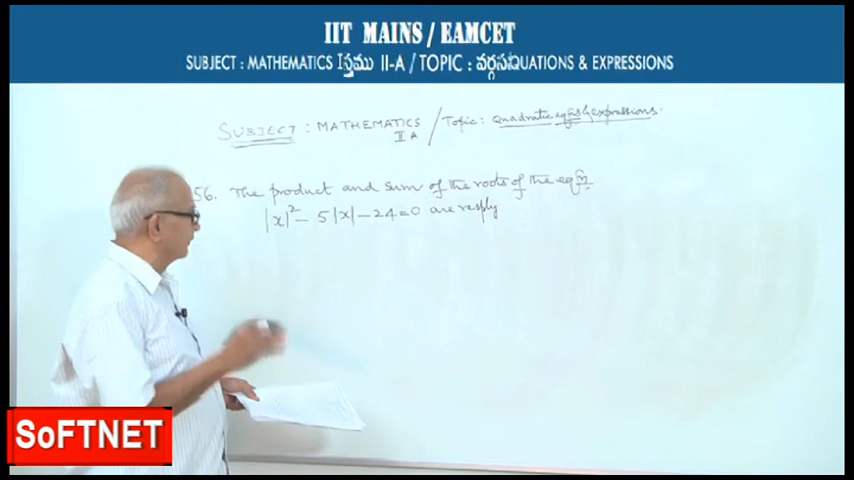 IIT MAINS / EAMCET
SUBJECT : MATHEMATICS II-A / TOPIC : QUATIONS & EXPRESSIONS
SUBJECT : MATHEMATICS / Topic : Quadratic eqns & expressions.
II A
56. The product and sum of the roots of the eqn
|x|² - 5|x| - 24 = 0 are resply
SoFTNET